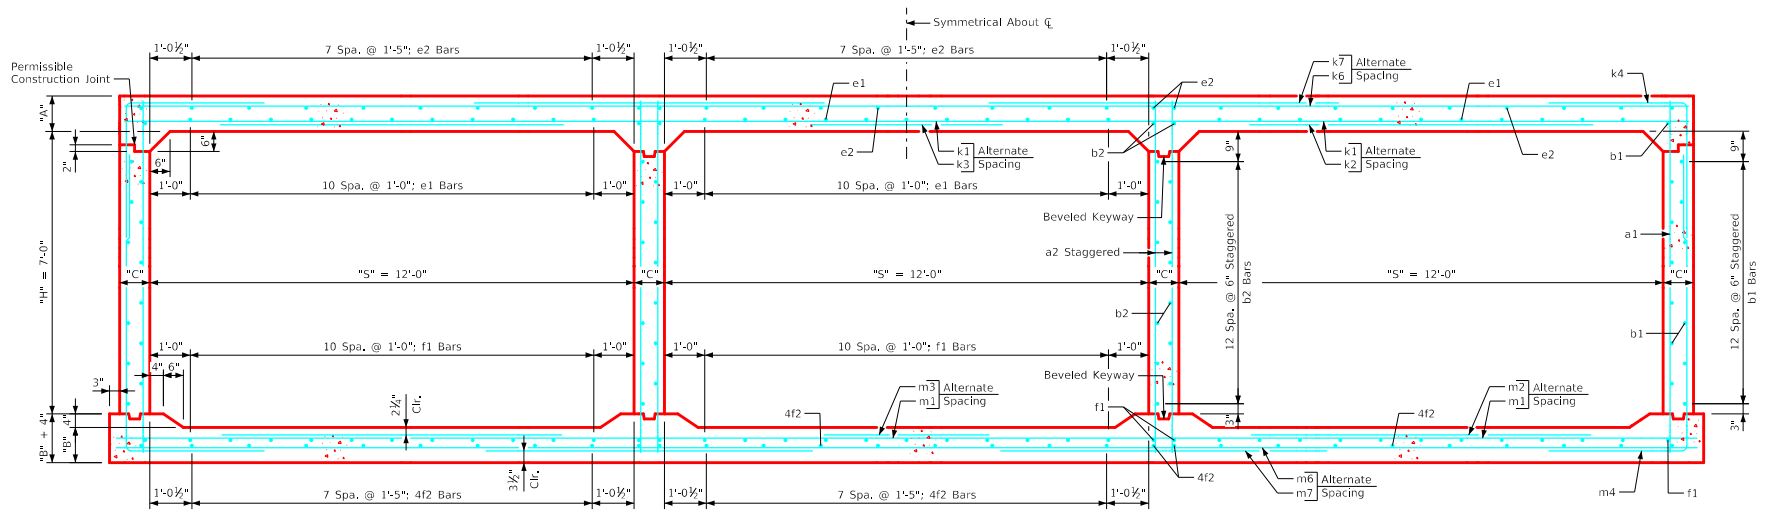 Symmetrical About ℄
1'-0½"
7 Spa. @ 1'-5"; e2 Bars
1'-0½"
1'-0½"
7 Spa. @ 1'-5"; e2 Bars
1'-0½"
Permissible
Construction Joint
k7
k6
Alternate
Spacing
e1
e2
e1
k4
"A"
6"
2"
6"
e2
k1
k3
Alternate
Spacing
b2
k1
k2
Alternate
Spacing
e2
b1
9"
9"
1'-0"
10 Spa. @ 1'-0"; e1 Bars
1'-0"
1'-0"
10 Spa. @ 1'-0"; e1 Bars
1'-0"
Beveled Keyway
a2 Staggered
a1
"H" = 7'-0"
"C"
"S" = 12'-0"
"C"
"S" = 12'-0"
"C"
"S" = 12'-0"
"C"
12 Spa. @ 6" Staggered
b2 Bars
12 Spa. @ 6" Staggered
b1 Bars
b2
b1
1'-0"
10 Spa. @ 1'-0"; f1 Bars
1'-0"
1'-0"
10 Spa. @ 1'-0"; f1 Bars
1'-0"
4"
6"
3"
Beveled Keyway
m3
m1
Alternate
Spacing
m2
m1
Alternate
Spacing
2¼"
Clr.
4f2
f1
4f2
3"
3"
"B" + 4"
4"
"B"
3½"
Clr.
4f2
m6
m7
Alternate
Spacing
m4
f1
1'-0½"
7 Spa. @ 1'-5"; 4f2 Bars
1'-0½"
1'-0½"
7 Spa. @ 1'-5"; 4f2 Bars
1'-0½"